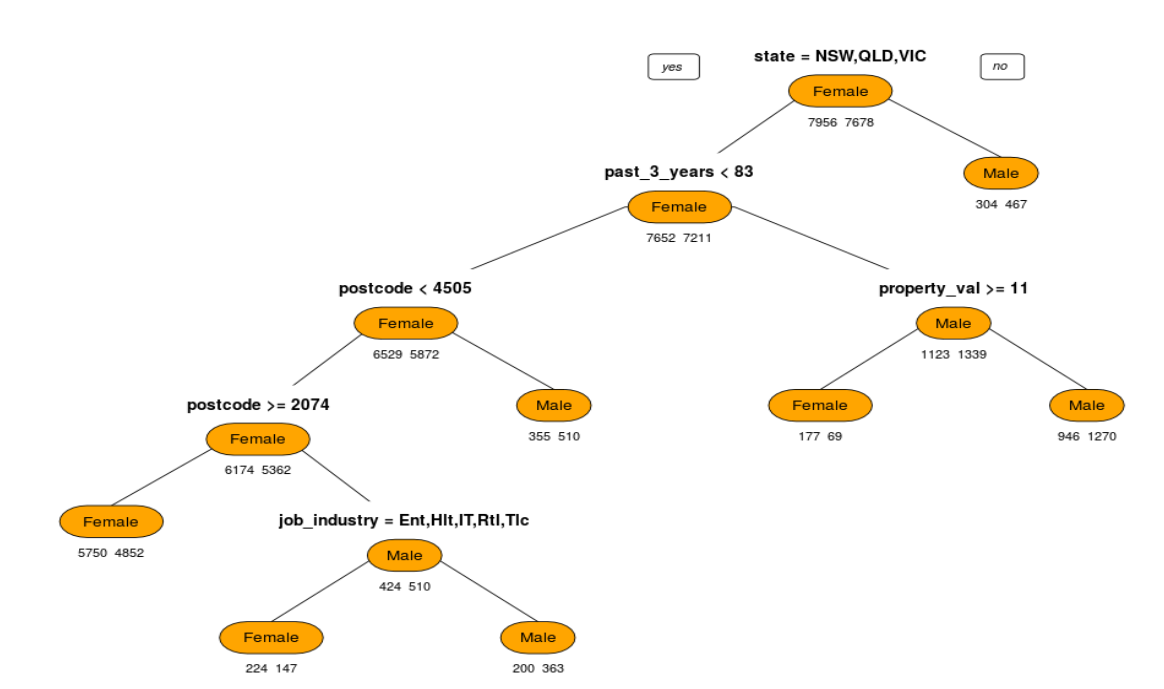 state = NSW,QLD,VIC
yes
no
Female
7956 7678
past_3_years < 83
Male
304 467
Female
7652 7211
postcode < 4505
property_val >= 11
Female
6529 5872
Male
1123 1339
postcode >= 2074
Male
355 510
Female
177 69
Male
946 1270
Female
6174 5362
job_industry = Ent,Hlt,IT,Rtl,Tlc
Female
5750 4852
Male
424 510
Female
224 147
Male
200 363